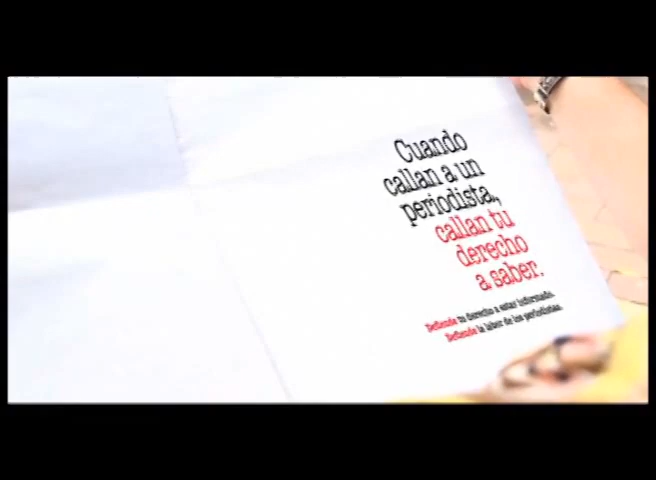 Cuando
callan a un
periodista,
callan tu
derecho
a saber.
Defiende tu derecho a estar informado.
Defiende la labor de los periodistas.